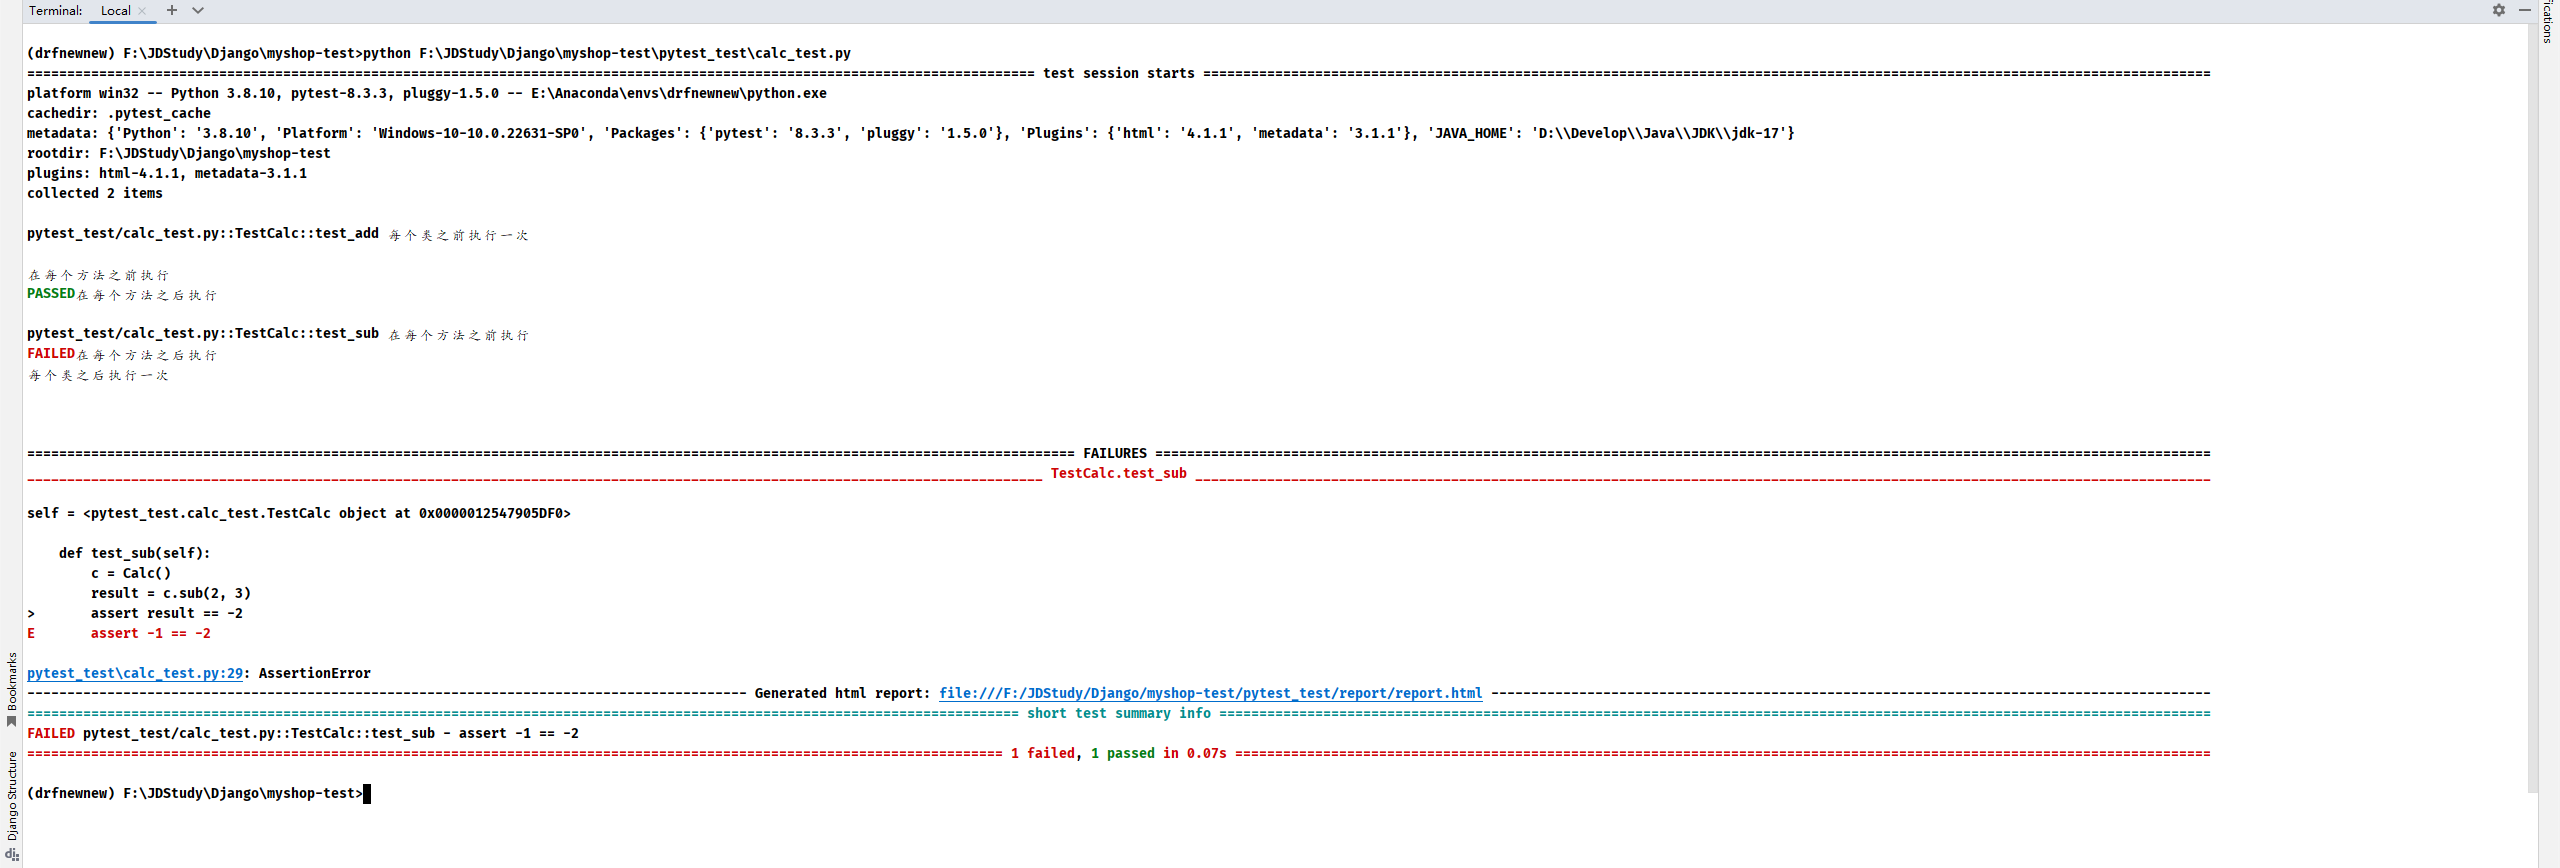 Terminal: Local × + ∨
(drfnewnew) F:\JDStudy\Django\myshop-test>python F:\JDStudy\Django\myshop-test\pytest_test\calc_test.py
test session starts
platform win32 -- Python 3.8.10, pytest-8.3.3, pluggy-1.5.0 -- E:\Anaconda\envs\drfnewnew\python.exe
cachedir: .pytest_cache
metadata: {'Python': '3.8.10', 'Platform': 'Windows-10-10.0.22631-SP0', 'Packages': {'pytest': '8.3.3', 'pluggy': '1.5.0'}, 'Plugins': {'html': '4.1.1', 'metadata': '3.1.1'}, 'JAVA_HOME': 'D:\\Develop\\Java\\JDK\\jdk-17'}
rootdir: F:\JDStudy\Django\myshop-test
plugins: html-4.1.1, metadata-3.1.1
collected 2 items
pytest_test/calc_test.py::TestCalc::test_add 每个类之前执行一次
在每个方法之前执行
PASSED在每个方法之后执行
pytest_test/calc_test.py::TestCalc::test_sub 在每个方法之前执行
FAILED在每个方法之后执行
每个类之后执行一次
FAILURES
TestCalc.test_sub
self = <pytest_test.calc_test.TestCalc object at 0x0000012547905DF0>
def test_sub(self):
c = Calc()
result = c.sub(2, 3)
> assert result == -2
E assert -1 == -2
pytest_test\calc_test.py:29: AssertionError
Generated html report: file:///F:/JDStudy/Django/myshop-test/pytest_test/report/report.html
short test summary info
FAILED pytest_test/calc_test.py::TestCalc::test_sub - assert -1 == -2
1 failed, 1 passed in 0.07s
(drfnewnew) F:\JDStudy\Django\myshop-test>
Bookmarks
Django Structure